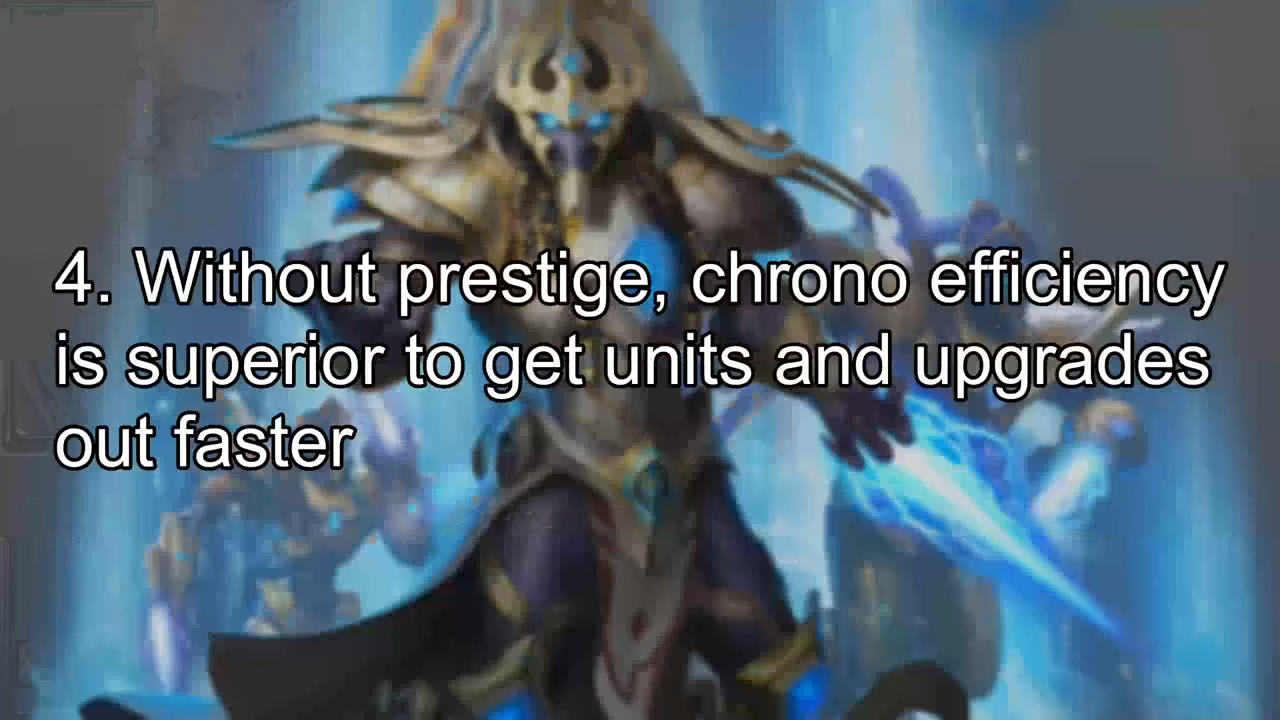 4. Without prestige, chrono efficiency
is superior to get units and upgrades
out faster